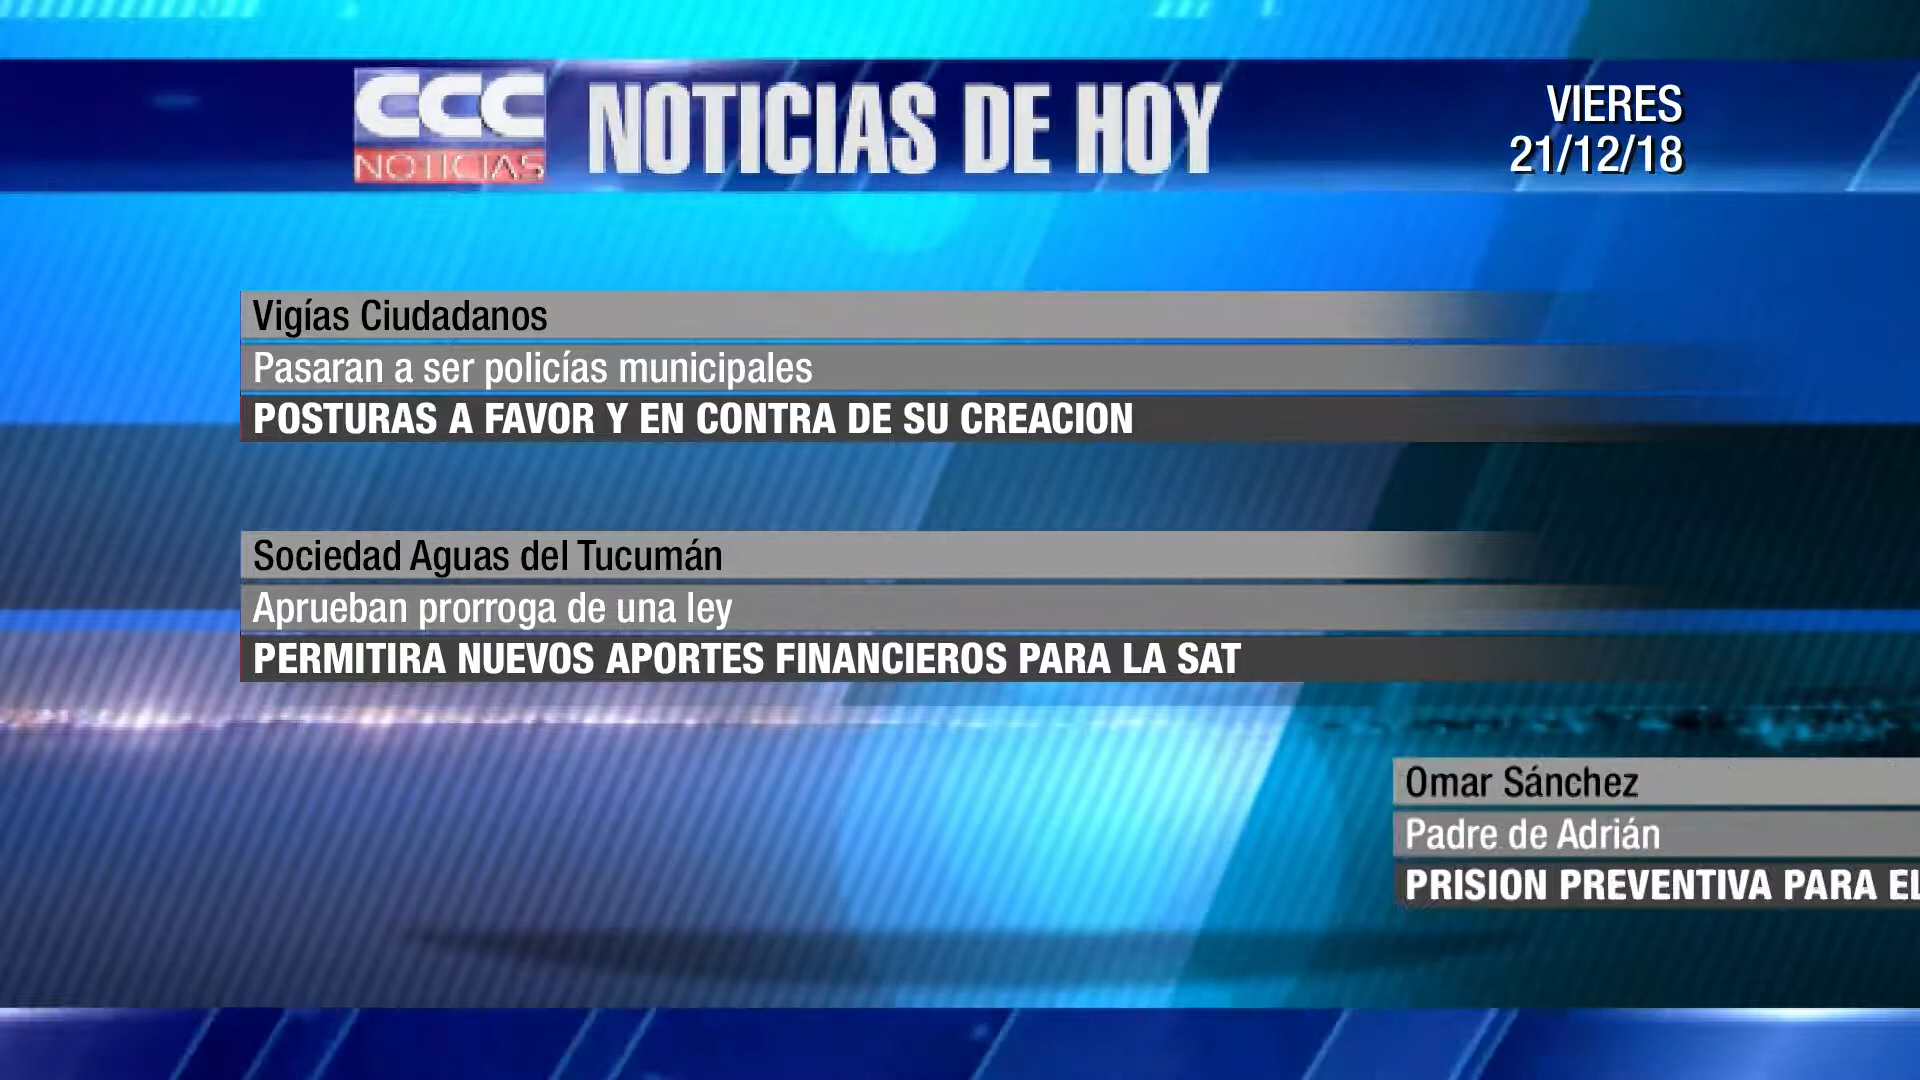 CCC
NOTICIAS
NOTICIAS DE HOY
VIERES
21/12/18
Vigías Ciudadanos
Pasaran a ser policías municipales
POSTURAS A FAVOR Y EN CONTRA DE SU CREACION
Sociedad Aguas del Tucumán
Aprueban prorroga de una ley
PERMITIRA NUEVOS APORTES FINANCIEROS PARA LA SAT
Omar Sánchez
Padre de Adrián
PRISION PREVENTIVA PARA EL